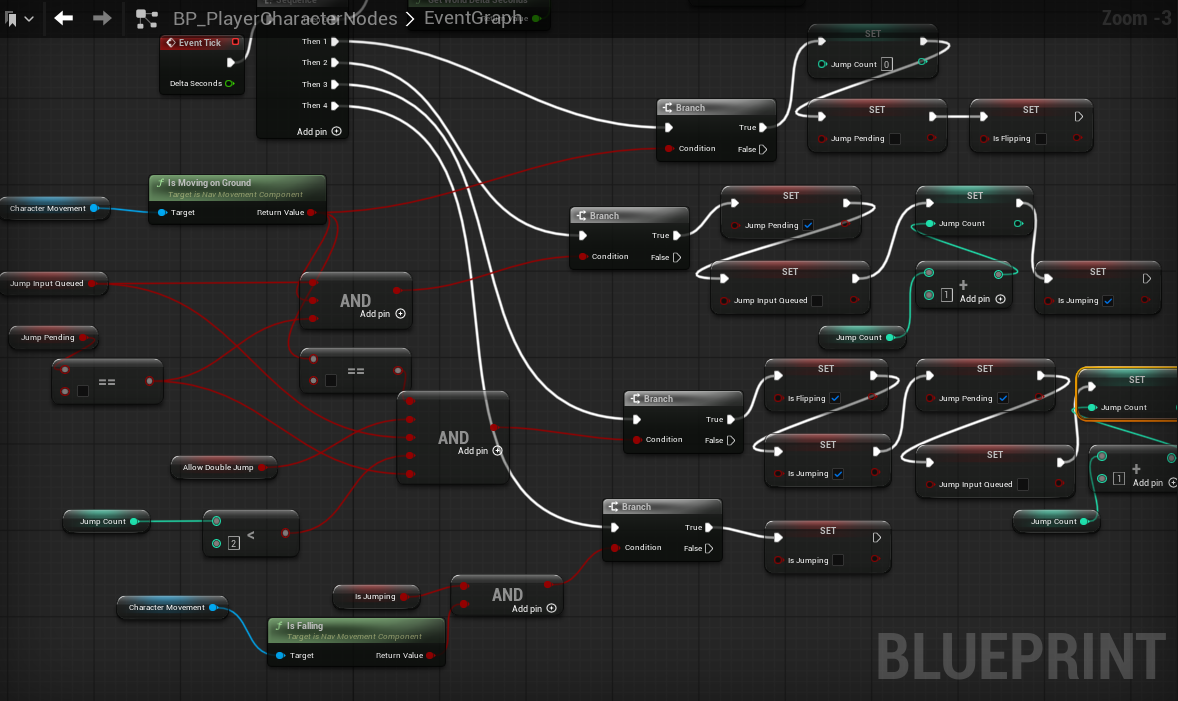 BP_PlayerCharacterNodes > EventGraph
Zoom -3
Sequence
Get World Delta Seconds
Return Value
Event Tick
Delta Seconds
Then 1
Then 2
Then 3
Then 4
Add pin
SET
Jump Count 0
Branch
True
Condition
False
SET
Jump Pending
SET
Is Flipping
Is Moving on Ground
Target is Nav Movement Component
Target
Return Value
Character Movement
Branch
True
Condition
False
SET
Jump Pending
SET
Jump Count
SET
Jump Input Queued
1 +
Add pin
SET
Is Jumping
Jump Count
Jump Input Queued
AND
Add pin
Jump Pending
==
==
SET
Is Flipping
SET
Jump Pending
SET
Jump Count
Branch
True
Condition
False
AND
Add pin
SET
Is Jumping
SET
Jump Input Queued
1 +
Add pin
Allow Double Jump
Jump Count
2 <
Jump Count
Branch
True
Condition
False
SET
Is Jumping
Is Jumping
AND
Add pin
Character Movement
Is Falling
Target is Nav Movement Component
Target
Return Value
BLUEPRINT